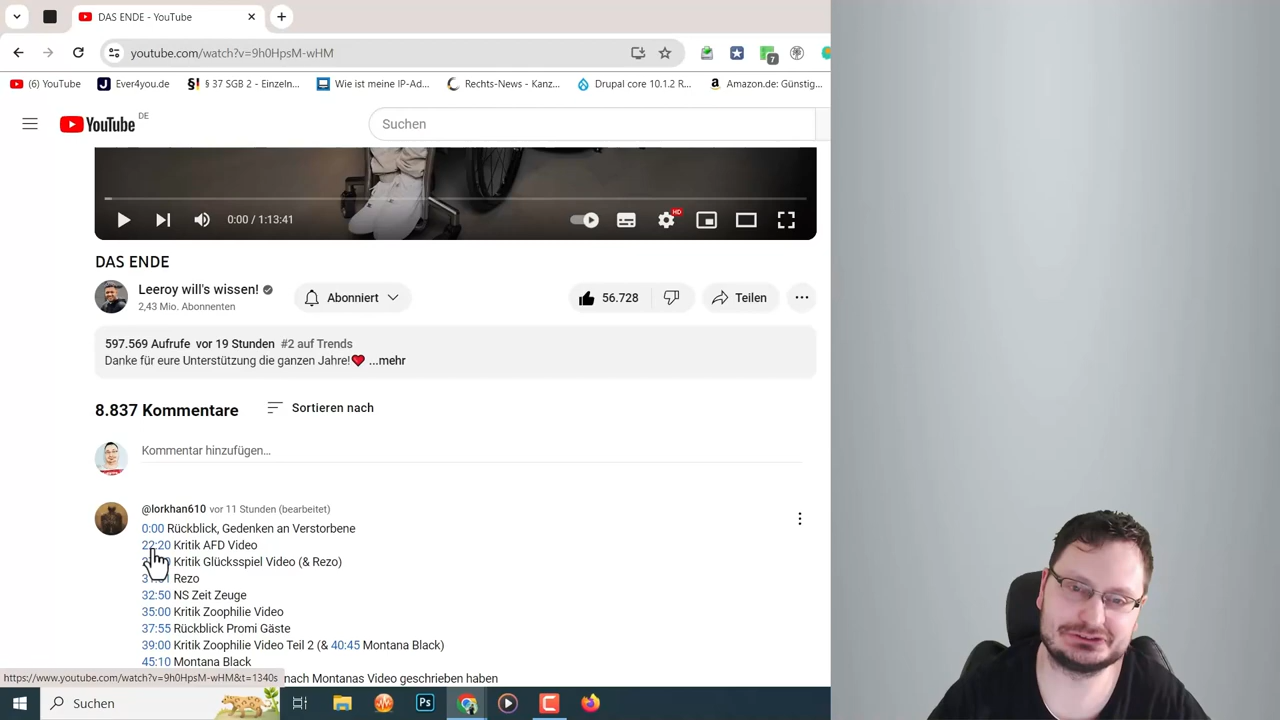 DAS ENDE - YouTube
youtube.com/watch?v=9h0HpsM-wHM
7
(6) YouTube
Ever4you.de
§ 37 SGB 2 - Einzeln...
Wie ist meine IP-Ad...
Rechts-News - Kanz...
Drupal core 10.1.2 R...
Amazon.de: Günstig...
YouTube DE
Suchen
0:00 / 1:13:41
HD
DAS ENDE
Leeroy will's wissen!
2,43 Mio. Abonnenten
Abonniert
56.728
Teilen
597.569 Aufrufe vor 19 Stunden #2 auf Trends
Danke für eure Unterstützung die ganzen Jahre!❤️ ...mehr
8.837 Kommentare
Sortieren nach
Kommentar hinzufügen...
@lorkhan610 vor 11 Stunden (bearbeitet)
0:00 Rückblick, Gedenken an Verstorbene
22:20 Kritik AFD Video
Kritik Glücksspiel Video (& Rezo)
Rezo
32:50 NS Zeit Zeuge
35:00 Kritik Zoophilie Video
37:55 Rückblick Promi Gäste
39:00 Kritik Zoophilie Video Teil 2 (& 40:45 Montana Black)
45:10 Montana Black
nach Montanas Video geschrieben haben
https://www.youtube.com/watch?v=9h0HpsM-wHM&t=1340s
Suchen
Ps